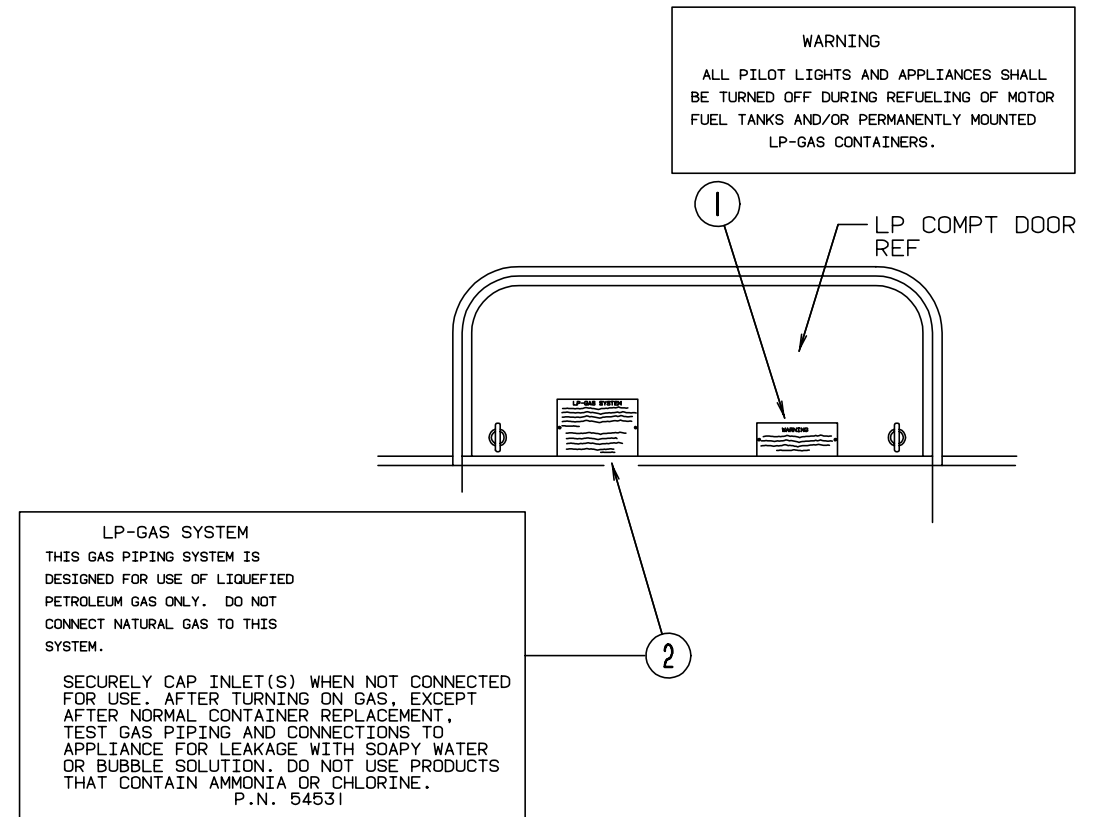 WARNING
ALL PILOT LIGHTS AND APPLIANCES SHALL
BE TURNED OFF DURING REFUELING OF MOTOR
FUEL TANKS AND/OR PERMANENTLY MOUNTED
LP-GAS CONTAINERS.
1
LP COMPT DOOR
REF
LP-GAS SYSTEM
WARNING
LP-GAS SYSTEM
THIS GAS PIPING SYSTEM IS
DESIGNED FOR USE OF LIQUEFIED
PETROLEUM GAS ONLY. DO NOT
CONNECT NATURAL GAS TO THIS
SYSTEM.
SECURELY CAP INLET(S) WHEN NOT CONNECTED
FOR USE. AFTER TURNING ON GAS, EXCEPT
AFTER NORMAL CONTAINER REPLACEMENT,
TEST GAS PIPING AND CONNECTIONS TO
APPLIANCE FOR LEAKAGE WITH SOAPY WATER
OR BUBBLE SOLUTION. DO NOT USE PRODUCTS
THAT CONTAIN AMMONIA OR CHLORINE.
P.N. 54531
2